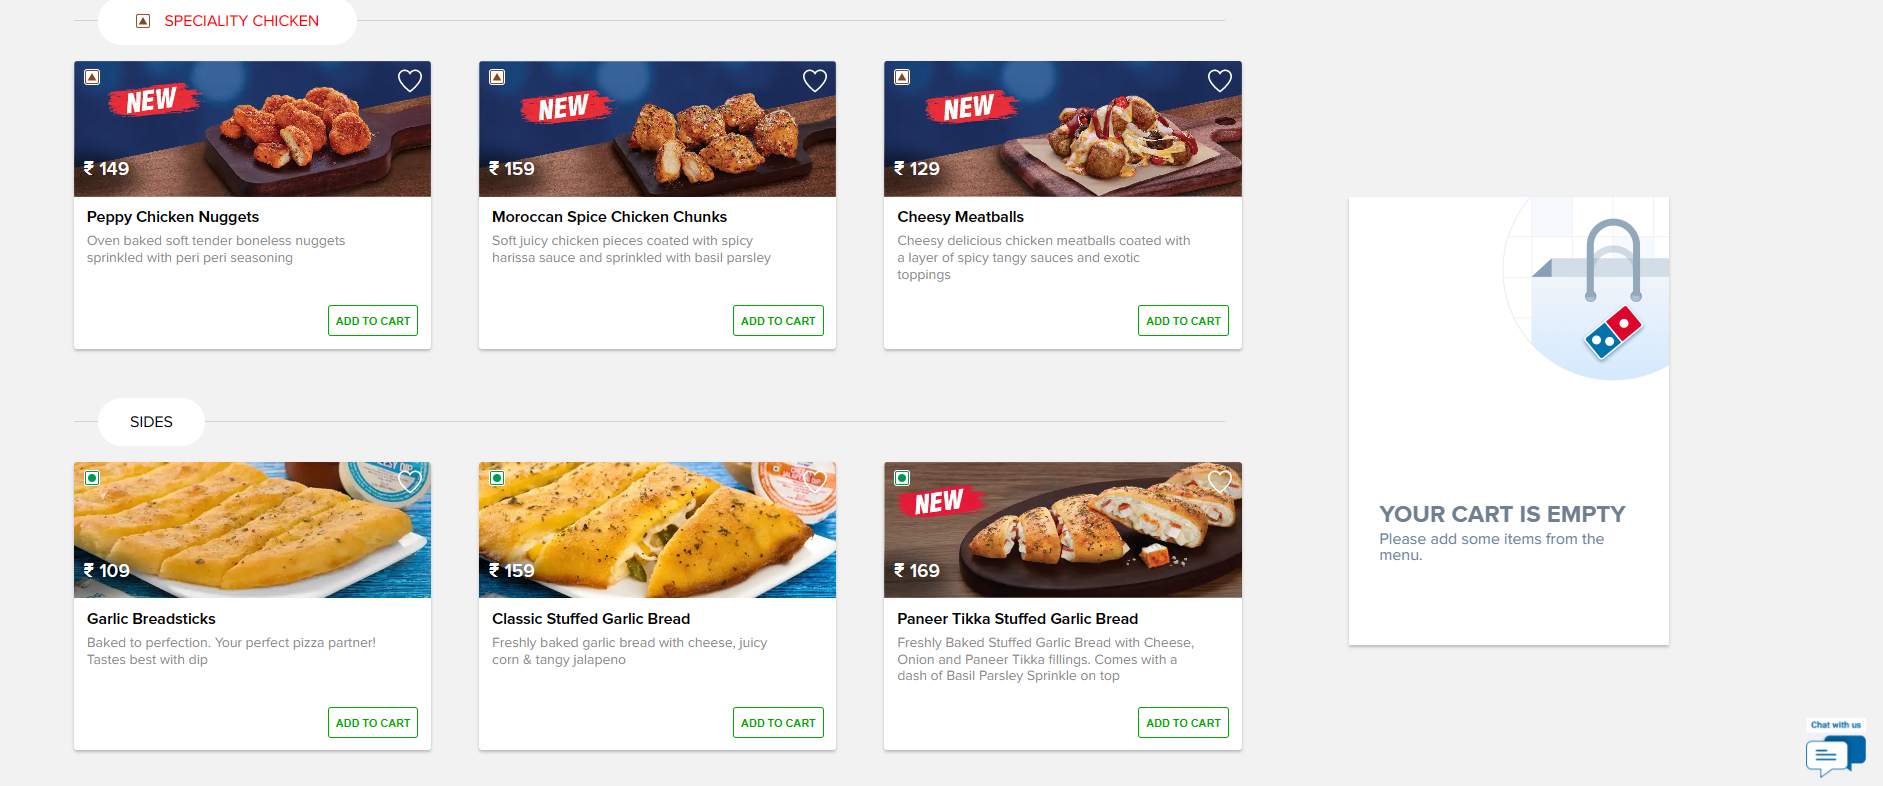 SPECIALITY CHICKEN
NEW
₹ 149
Peppy Chicken Nuggets
Oven baked soft tender boneless nuggets
sprinkled with peri peri seasoning
ADD TO CART
NEW
₹ 159
Moroccan Spice Chicken Chunks
Soft juicy chicken pieces coated with spicy
harissa sauce and sprinkled with basil parsley
ADD TO CART
NEW
₹ 129
Cheesy Meatballs
Cheesy delicious chicken meatballs coated with
a layer of spicy tangy sauces and exotic
toppings
ADD TO CART
SIDES
₹ 109
Garlic Breadsticks
Baked to perfection. Your perfect pizza partner!
Tastes best with dip
ADD TO CART
₹ 159
Classic Stuffed Garlic Bread
Freshly baked garlic bread with cheese, juicy
corn & tangy jalapeno
ADD TO CART
NEW
₹ 169
Paneer Tikka Stuffed Garlic Bread
Freshly Baked Stuffed Garlic Bread with Cheese,
Onion and Paneer Tikka fillings. Comes with a
dash of Basil Parsley Sprinkle on top
ADD TO CART
YOUR CART IS EMPTY
Please add some items from the
menu.
Chat with us